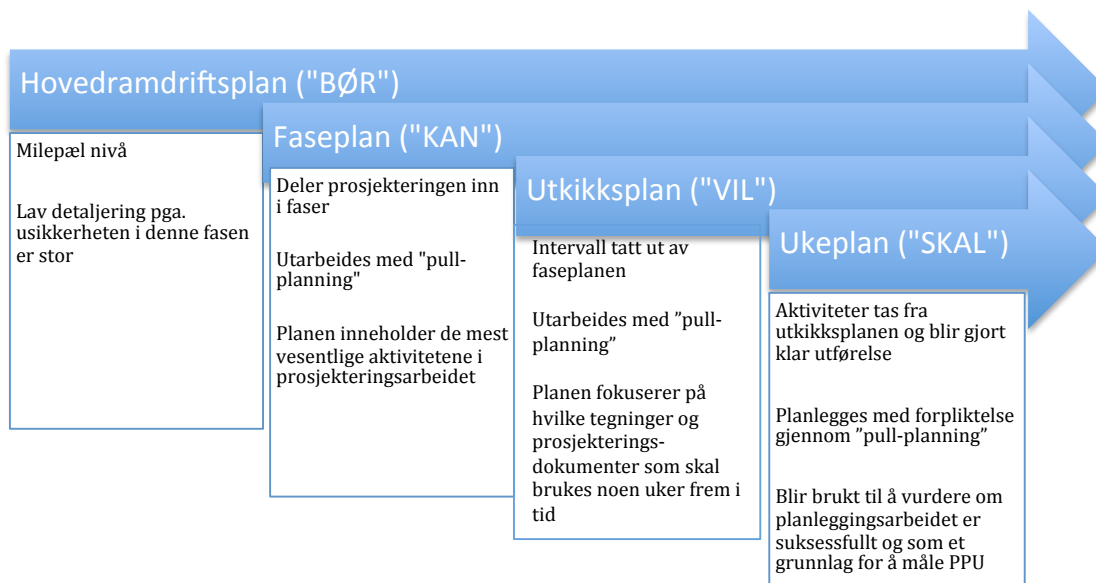 Hovedramdriftsplan ("BØR")
Milepæl nivå
Lav detaljering pga.
usikkerheten i denne fasen
er stor
Faseplan ("KAN")
Deler prosjekteringen inn
i faser
Utarbeides med "pull-
planning"
Planen inneholder de mest
vesentlige aktivitetene i
prosjekteringsarbeidet
Utkikksplan ("VIL")
Intervall tatt ut av
faseplanen
Utarbeides med ”pull-
planning”
Planen fokuserer på
hvilke tegninger og
prosjekterings-
dokumenter som skal
brukes noen uker frem i
tid
Ukeplan ("SKAL")
Aktiviteter tas fra
utkikksplanen og blir gjort
klar utførelse
Planlegges med forpliktelse
gjennom ”pull-planning”
Blir brukt til å vurdere om
planleggingsarbeidet er
suksessfullt og som et
grunnlag for å måle PPU